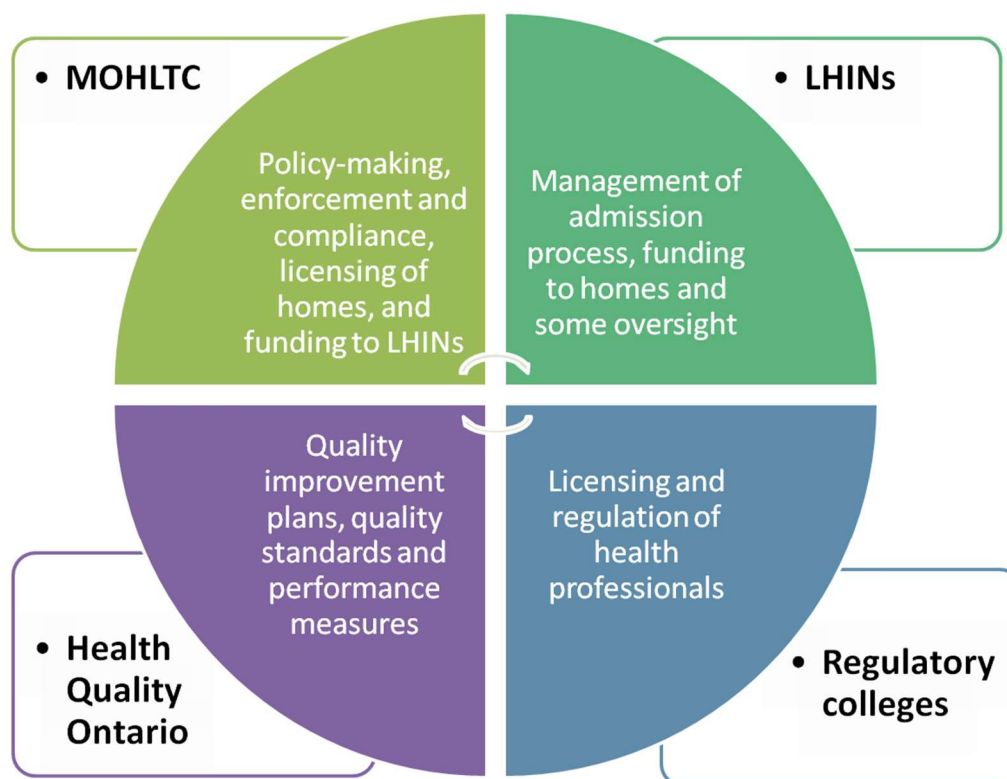 • MOHLTC
Policy-making,
enforcement and
compliance,
licensing of
homes, and
funding to LHINs
• LHINs
Management of
admission
process, funding
to homes and
some oversight
Quality
improvement
plans, quality
standards and
performance
measures
• Health
Quality
Ontario
Licensing and
regulation of
health
professionals
• Regulatory
colleges